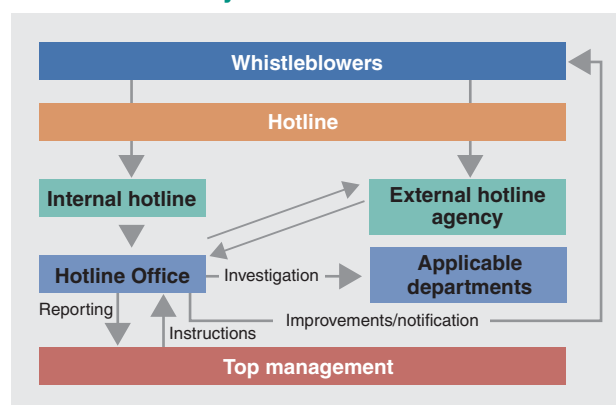 Whistleblowers
Hotline
Internal hotline
External hotline
agency
Hotline Office
Investigation
Applicable
departments
Reporting
Instructions
Improvements/notification
Top management